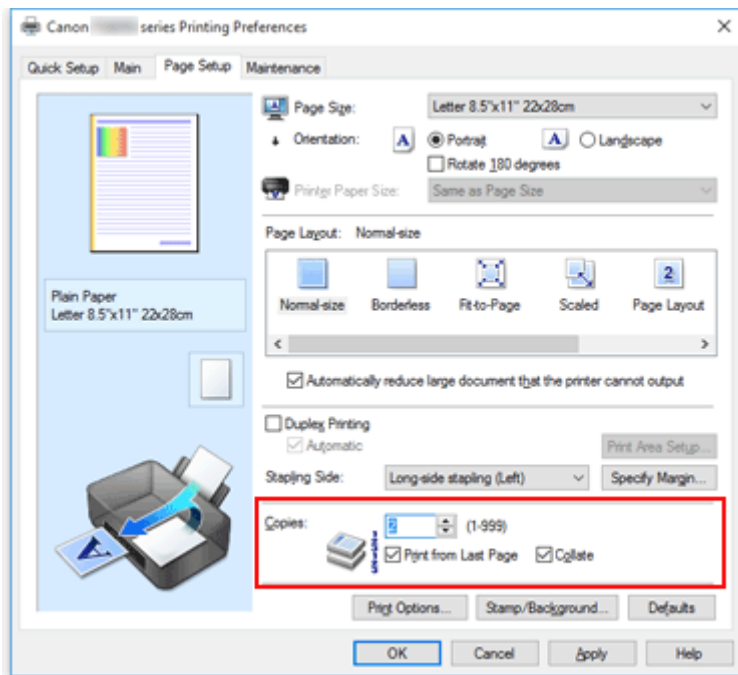 Canon series Printing Preferences
Quick Setup Main Page Setup Maintenance
Page Size: Letter 8.5"x11" 22x28cm
Orientation: A Portrait A Landscape
Rotate 180 degrees
Printer Paper Size: Same as Page Size
Page Layout: Normal-size
2
Normal-size Borderless Fit-to-Page Scaled Page Layout
Plain Paper
Letter 8.5"x11" 22x28cm
Automatically reduce large document that the printer cannot output
Duplex Printing
Automatic Print Area Setup...
Stapling Side: Long-side stapling (Left) Specify Margin...
Copies: 2 (1-999)
Print from Last Page Collate
A
Print Options... Stamp/Background... Defaults
OK Cancel Apply Help